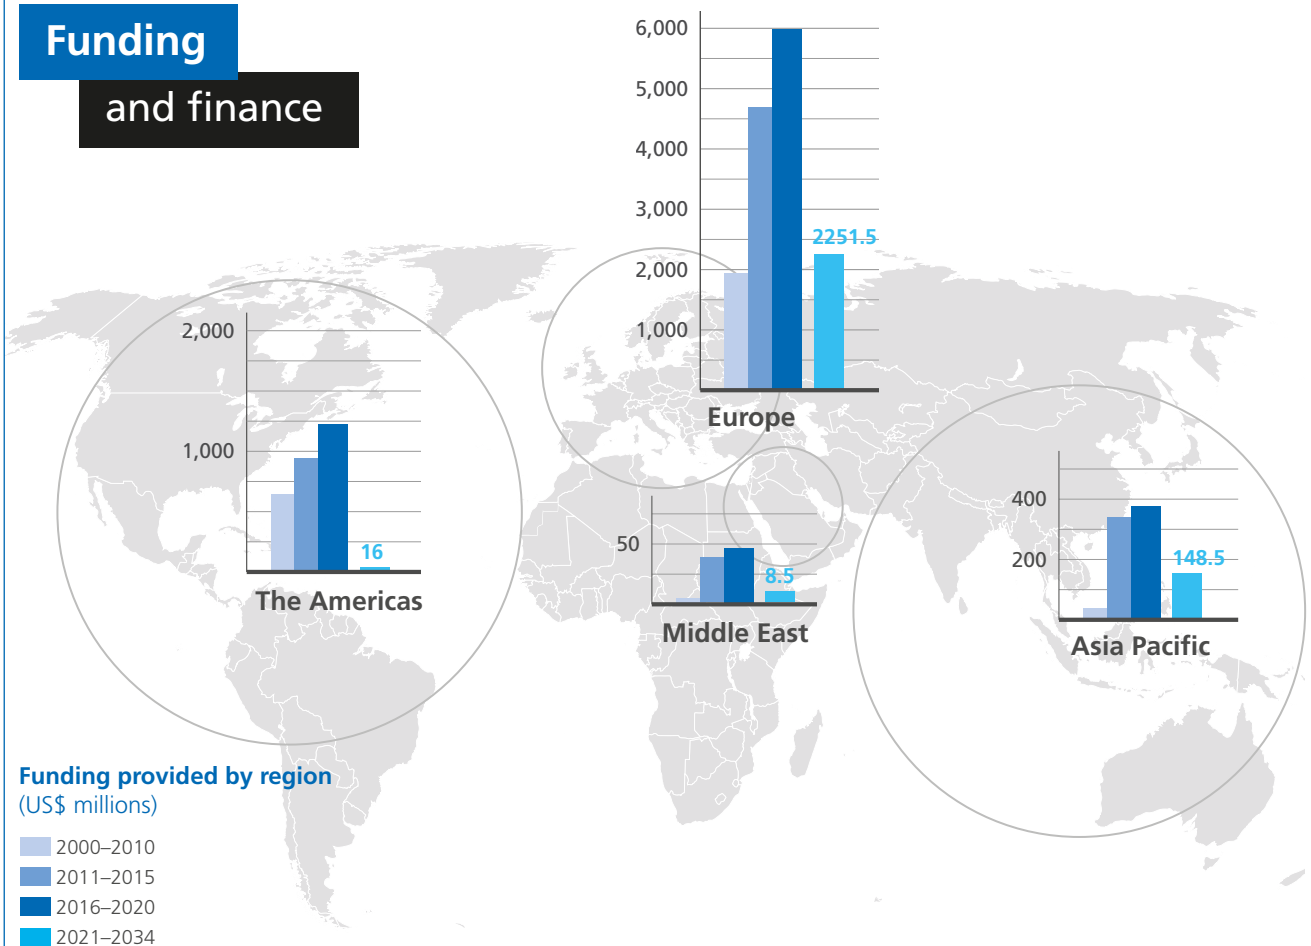 Funding
and finance
6,000
5,000
4,000
3,000
2251.5
2,000
1,000
Europe
2,000
1,000
16
The Americas
50
8.5
Middle East
400
200
148.5
Asia Pacific
Funding provided by region
(US$ millions)
2000–2010
2011–2015
2016–2020
2021–2034